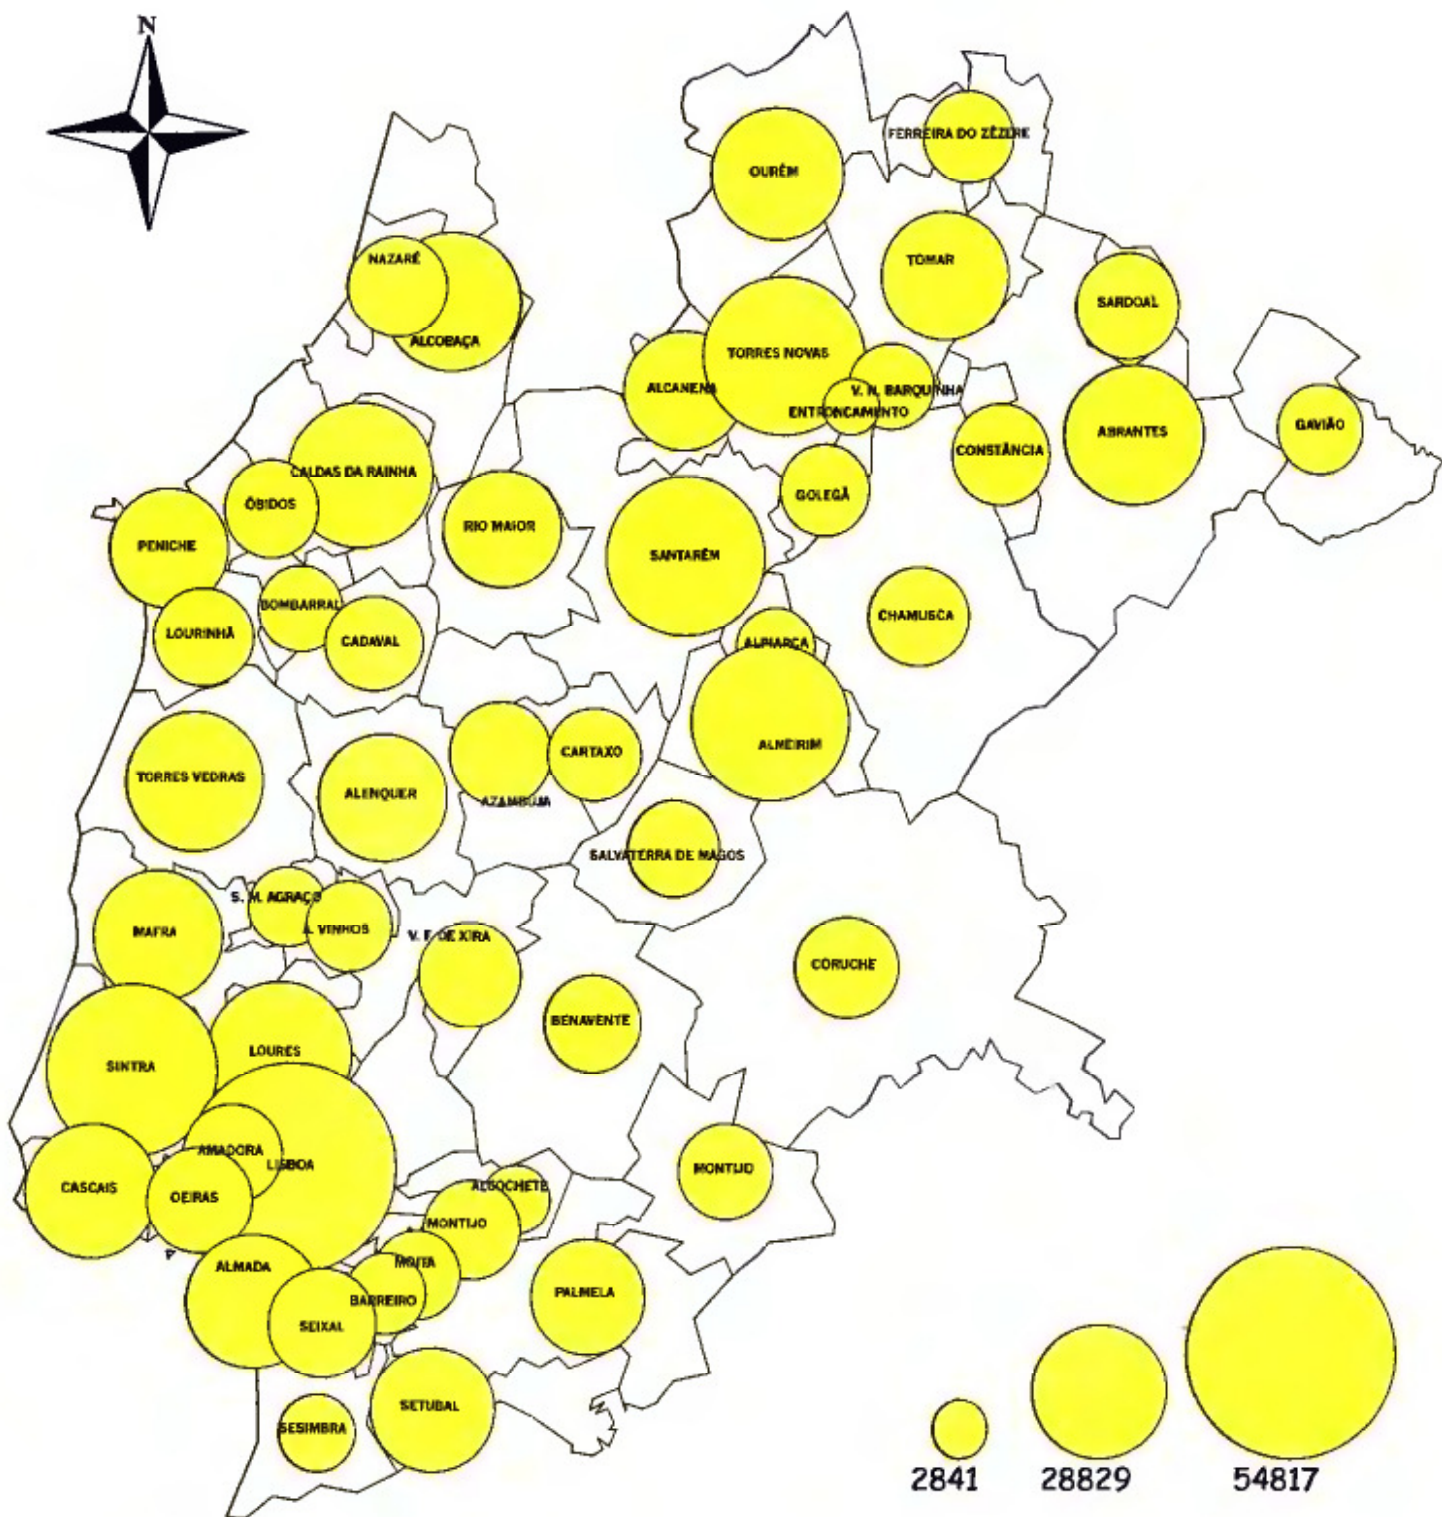 N
FERREIRA DO ZÊZERE
OURÉM
NAZARÉ
TOMAR
SARDOAL
ALCOBAÇA
TORRES NOVAS
ALCANENA
V. N. BARQUINHA
ENTRONCAMENTO
GAVIÃO
ABRANTES
CONSTÂNCIA
CALDAS DA RAINHA
GOLEGÃ
ÓBIDOS
RIO MAIOR
PENICHE
SANTARÉM
BOMBARRAL
CHAMUSCA
LOURINHÃ
CADAVAL
ALPIARÇA
ALMEIRIM
CARTAXO
TORRES VEDRAS
ALENQUER
AZAMBUJA
SALVATERRA DE MAGOS
S. M. AGRAÇO
A. VINHOS
MAFRA
V. F. DE XIRA
CORUCHE
BENAVENTE
LOURES
SINTRA
AMADORA
LISBOA
MONTIJO
CASCAIS
OEIRAS
ALCOCHETE
MONTIJO
ALMADA
MOITA
PALMELA
BARREIRO
SEIXAL
SETUBAL
SESIMBRA
2841
28829
54817